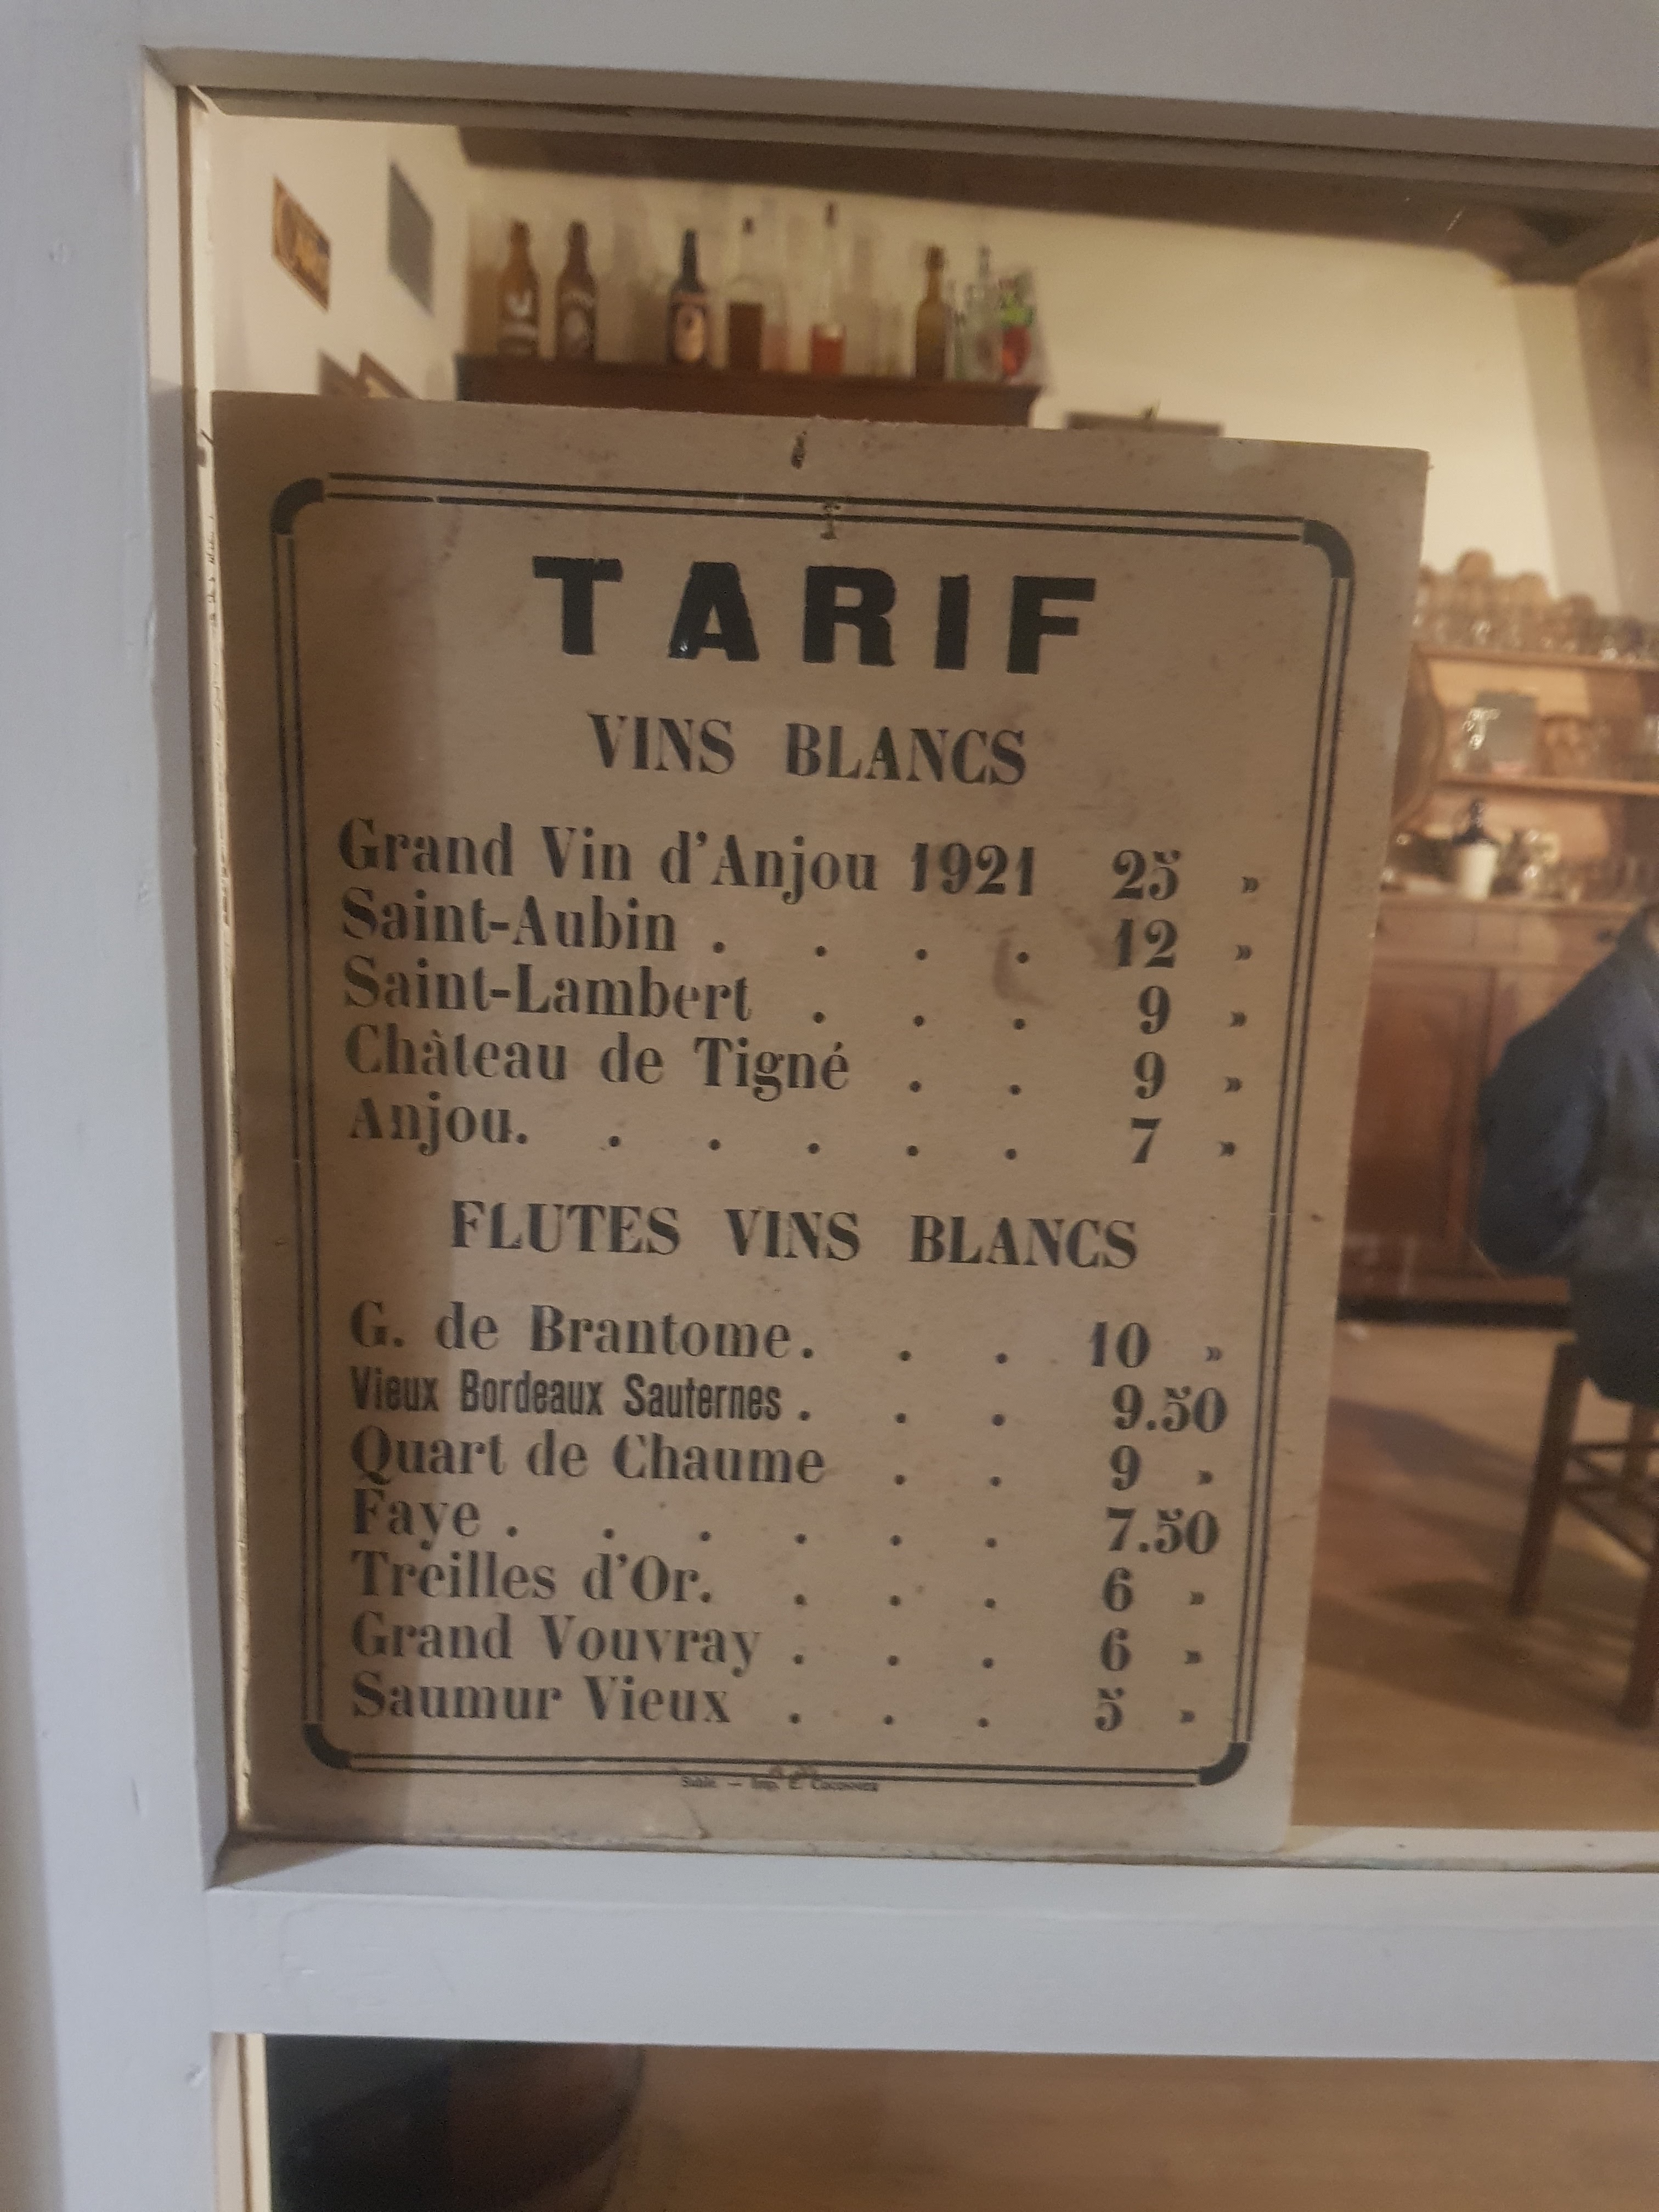 TARIF
VINS BLANCS
Grand Vin d'Anjou 1921 25 »
Saint-Aubin . . . . 12 »
Saint-Lambert . . . 9 »
Château de Tigné . . 9 »
Anjou. . . . . . 7 »
FLUTES VINS BLANCS
G. de Brantome. . . 10 »
Vieux Bordeaux Sauternes . . . 9.50
Quart de Chaume . . 9 »
Faye . . . . . . 7.50
Treilles d'Or. . . . 6 »
Grand Vouvray . . . 6 »
Saumur Vieux . . . 5 »
Sablé. — Imp. E.